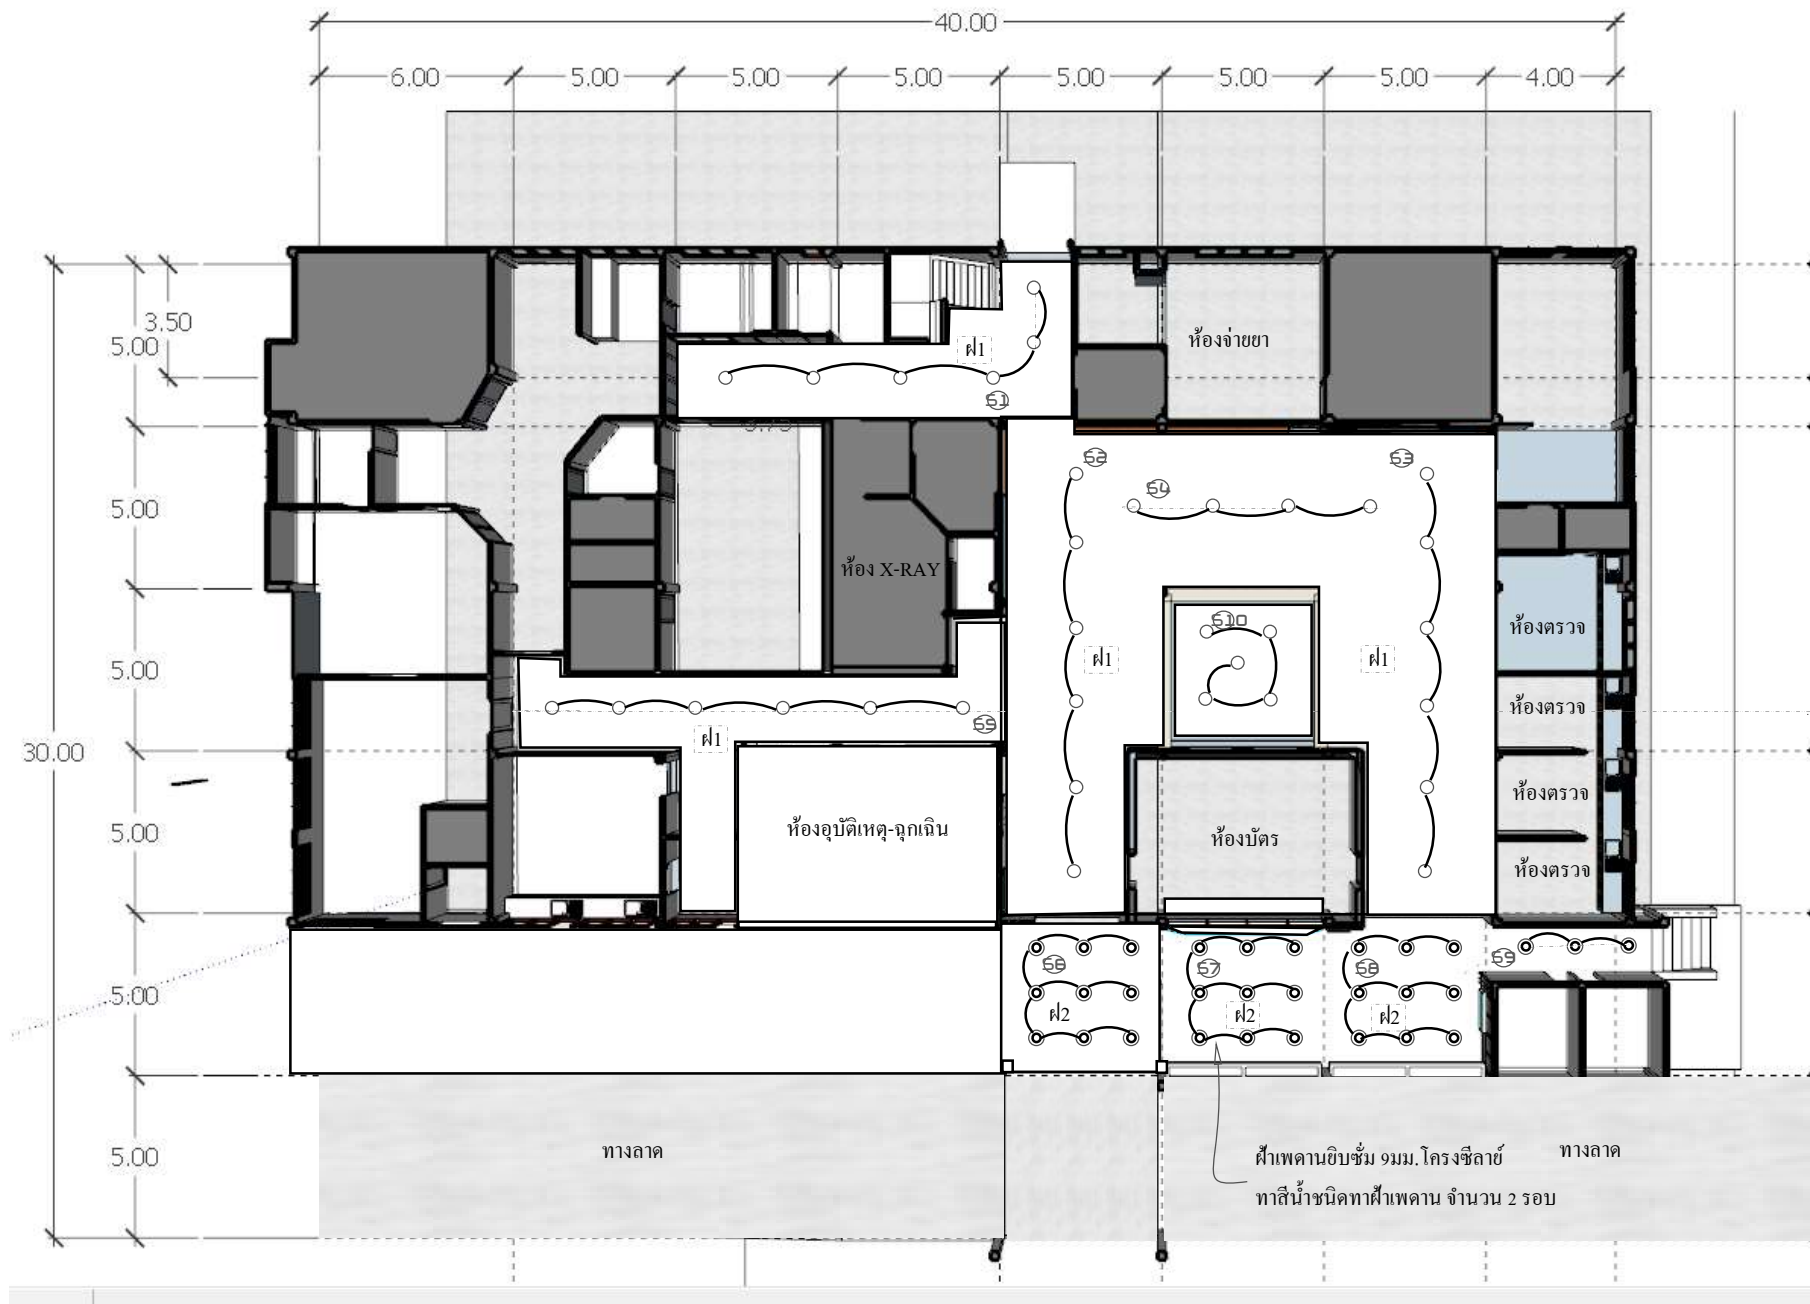 40.00
6.00 5.00 5.00 5.00 5.00 5.00 5.00 4.00
3.50
5.00
ห้องจ่ายยา
ฝ1
S1
S2
S3
S4
5.00
ห้อง X-RAY
S10
ห้องตรวจ
ฝ1
ฝ1
5.00
ห้องตรวจ
S5
ฝ1
30.00
ห้องตรวจ
5.00
ห้องอุบัติเหตุ-ฉุกเฉิน
ห้องบัตร
ห้องตรวจ
S6
S7
S8
S9
5.00
ฝ2
ฝ2
ฝ2
5.00
ทางลาด
ฝ้าเพดานยิบซั่ม 9มม.โครงซีลาย์
ทาสีน้ำชนิดทาฝ้าเพดาน จำนวน 2 รอบ
ทางลาด